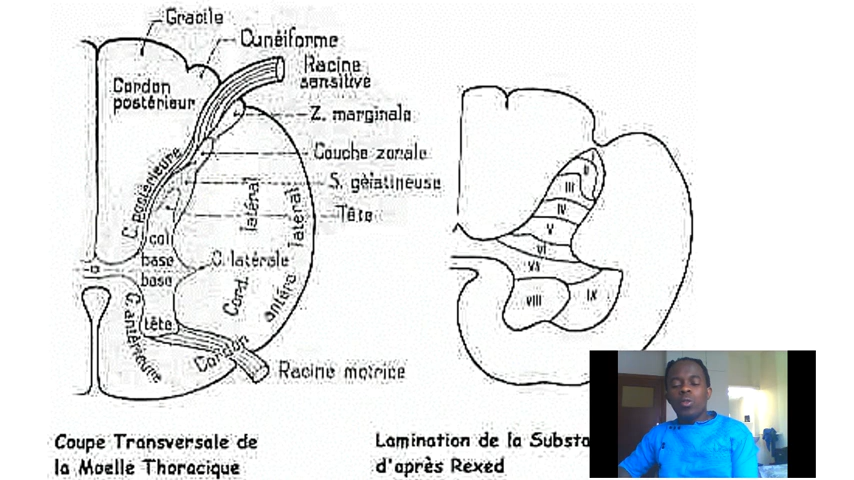 Gracile
Cunéiforme
Racine
sensitive
Cordon
postérieur
Z. marginale
Couche zonale
S. gélatineuse
Tête
C. postérieure
col
base
base
tête
C. latérale
latéral
Cord.
antéro latéral
C. antérieure
Cordon
Racine motrice
II
III
IV
V
VI
VII
VIII
IX
Coupe Transversale de
la Moelle Thoracique
Lamination de la Substa
d'après Rexed